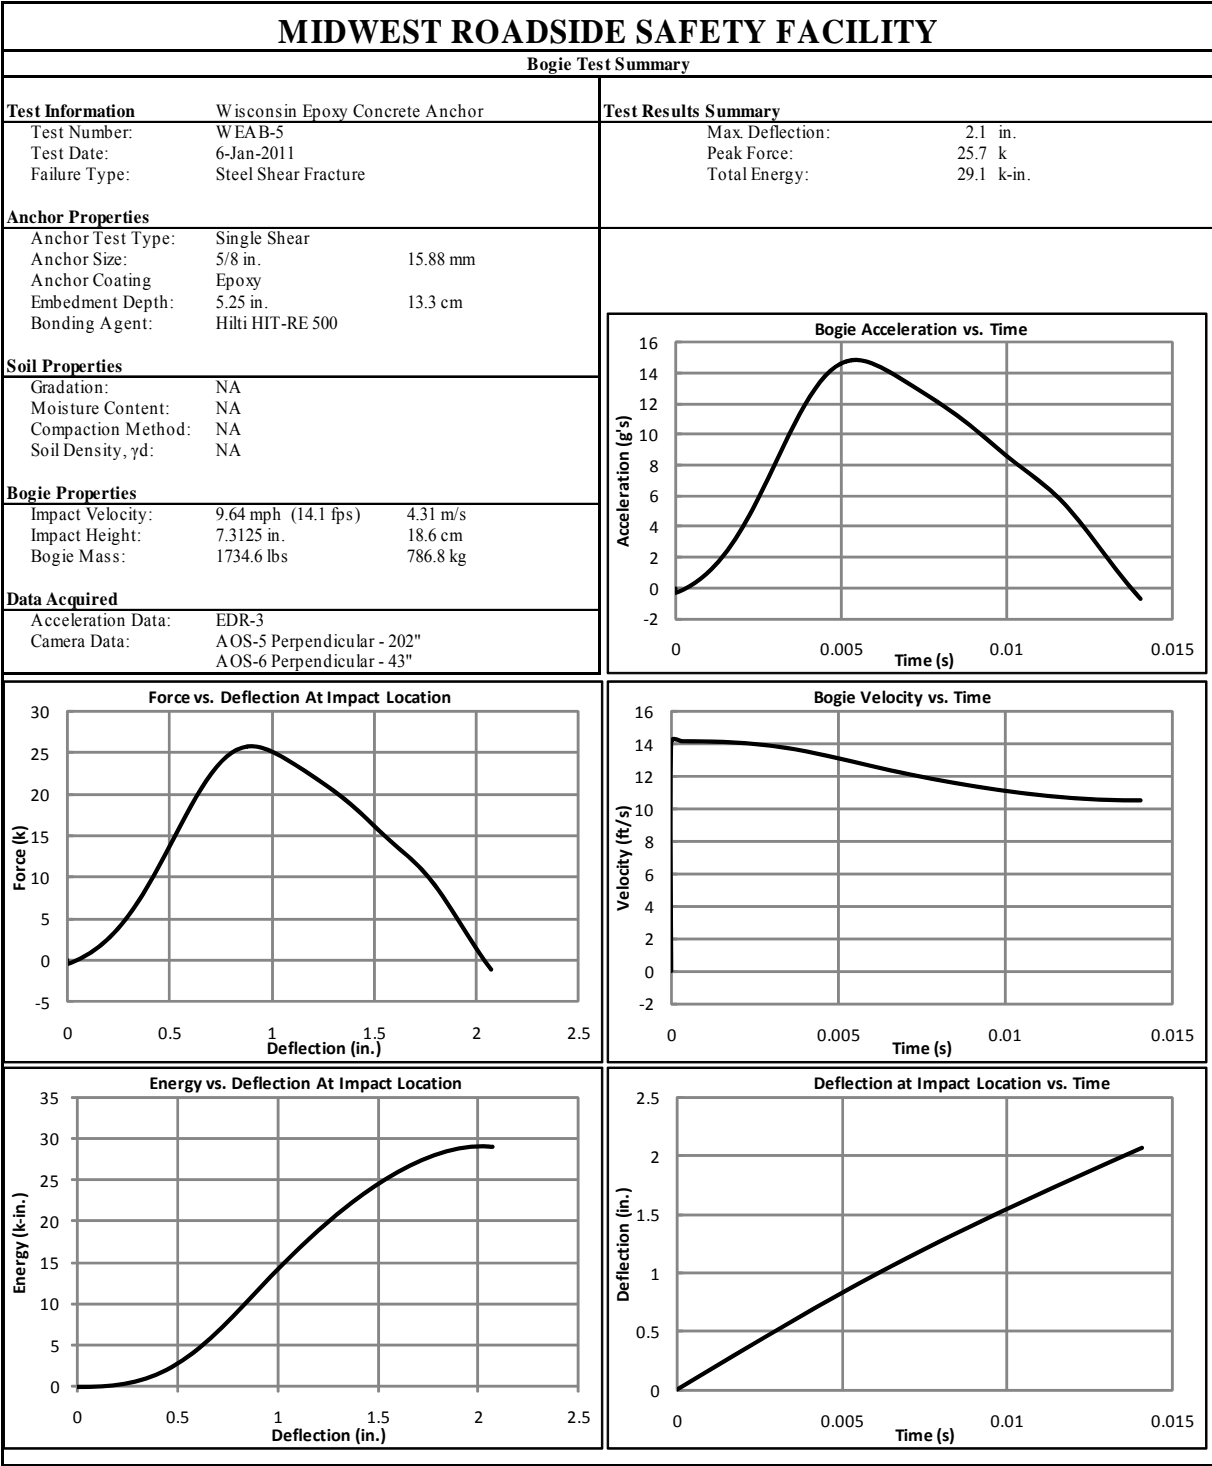 MIDWEST ROADSIDE SAFETY FACILITY
Bogie Test Summary
Test Information Wisconsin Epoxy Concrete Anchor
Test Number: WEAB-5
Test Date: 6-Jan-2011
Failure Type: Steel Shear Fracture
Test Results Summary
Max. Deflection: 2.1 in.
Peak Force: 25.7 k
Total Energy: 29.1 k-in.
Anchor Properties
Anchor Test Type: Single Shear
Anchor Size: 5/8 in. 15.88 mm
Anchor Coating Epoxy
Embedment Depth: 5.25 in. 13.3 cm
Bonding Agent: Hilti HIT-RE 500
Soil Properties
Gradation: NA
Moisture Content: NA
Compaction Method: NA
Soil Density, γd: NA
Bogie Properties
Impact Velocity: 9.64 mph (14.1 fps) 4.31 m/s
Impact Height: 7.3125 in. 18.6 cm
Bogie Mass: 1734.6 lbs 786.8 kg
Data Acquired
Acceleration Data: EDR-3
Camera Data: AOS-5 Perpendicular - 202"
AOS-6 Perpendicular - 43"
Bogie Acceleration vs. Time
Acceleration (g's)
16
14
12
10
8
6
4
2
0
-2
0 0.005 0.01 0.015
Time (s)
Force vs. Deflection At Impact Location
Force (k)
30
25
20
15
10
5
0
-5
0 0.5 1 1.5 2 2.5
Deflection (in.)
Bogie Velocity vs. Time
Velocity (ft/s)
16
14
12
10
8
6
4
2
0
-2
0 0.005 0.01 0.015
Time (s)
Energy vs. Deflection At Impact Location
Energy (k-in.)
35
30
25
20
15
10
5
0
0 0.5 1 1.5 2 2.5
Deflection (in.)
Deflection at Impact Location vs. Time
Deflection (in.)
2.5
2
1.5
1
0.5
0
0 0.005 0.01 0.015
Time (s)